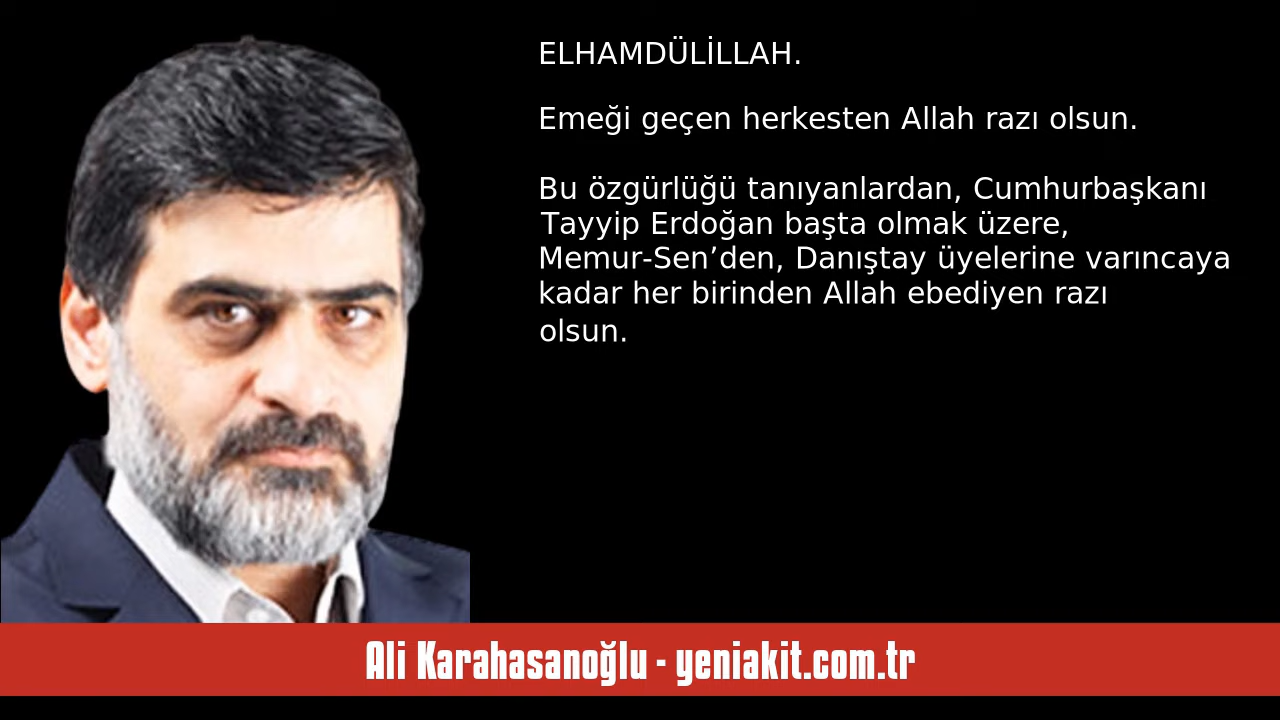 ELHAMDÜLİLLAH.
Emeği geçen herkesten Allah razı olsun.
Bu özgürlüğü tanıyanlardan, Cumhurbaşkanı
Tayyip Erdoğan başta olmak üzere,
Memur-Sen’den, Danıştay üyelerine varıncaya
kadar her birinden Allah ebediyen razı
olsun.
Ali Karahasanoğlu - yeniakit.com.tr